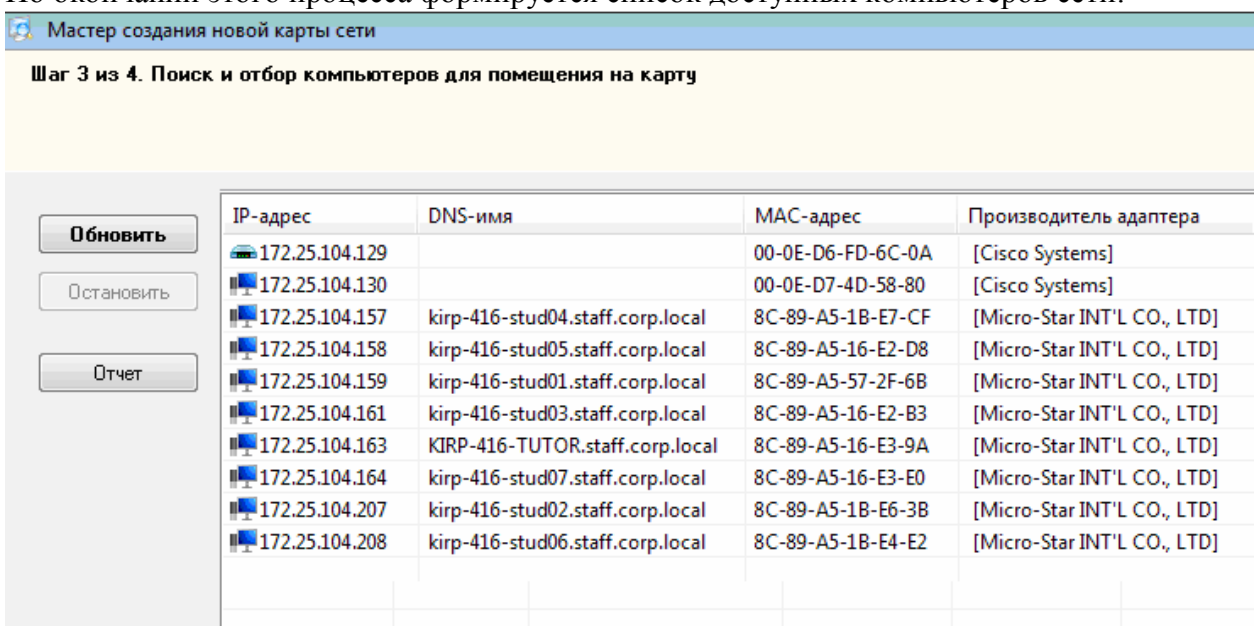 По окончании этого процесса формируется список доступных компьютеров сети.
Мастер создания новой карты сети
Шаг 3 из 4. Поиск и отбор компьютеров для помещения на карту
Обновить
Остановить
Отчет
IP-адрес DNS-имя MAC-адрес Производитель адаптера
172.25.104.129 00-0E-D6-FD-6C-0A [Cisco Systems]
172.25.104.130 00-0E-D7-4D-58-80 [Cisco Systems]
172.25.104.157 kirp-416-stud04.staff.corp.local 8C-89-A5-1B-E7-CF [Micro-Star INT'L CO., LTD]
172.25.104.158 kirp-416-stud05.staff.corp.local 8C-89-A5-16-E2-D8 [Micro-Star INT'L CO., LTD]
172.25.104.159 kirp-416-stud01.staff.corp.local 8C-89-A5-57-2F-6B [Micro-Star INT'L CO., LTD]
172.25.104.161 kirp-416-stud03.staff.corp.local 8C-89-A5-16-E2-B3 [Micro-Star INT'L CO., LTD]
172.25.104.163 KIRP-416-TUTOR.staff.corp.local 8C-89-A5-16-E3-9A [Micro-Star INT'L CO., LTD]
172.25.104.164 kirp-416-stud07.staff.corp.local 8C-89-A5-16-E3-E0 [Micro-Star INT'L CO., LTD]
172.25.104.207 kirp-416-stud02.staff.corp.local 8C-89-A5-1B-E6-3B [Micro-Star INT'L CO., LTD]
172.25.104.208 kirp-416-stud06.staff.corp.local 8C-89-A5-1B-E4-E2 [Micro-Star INT'L CO., LTD]